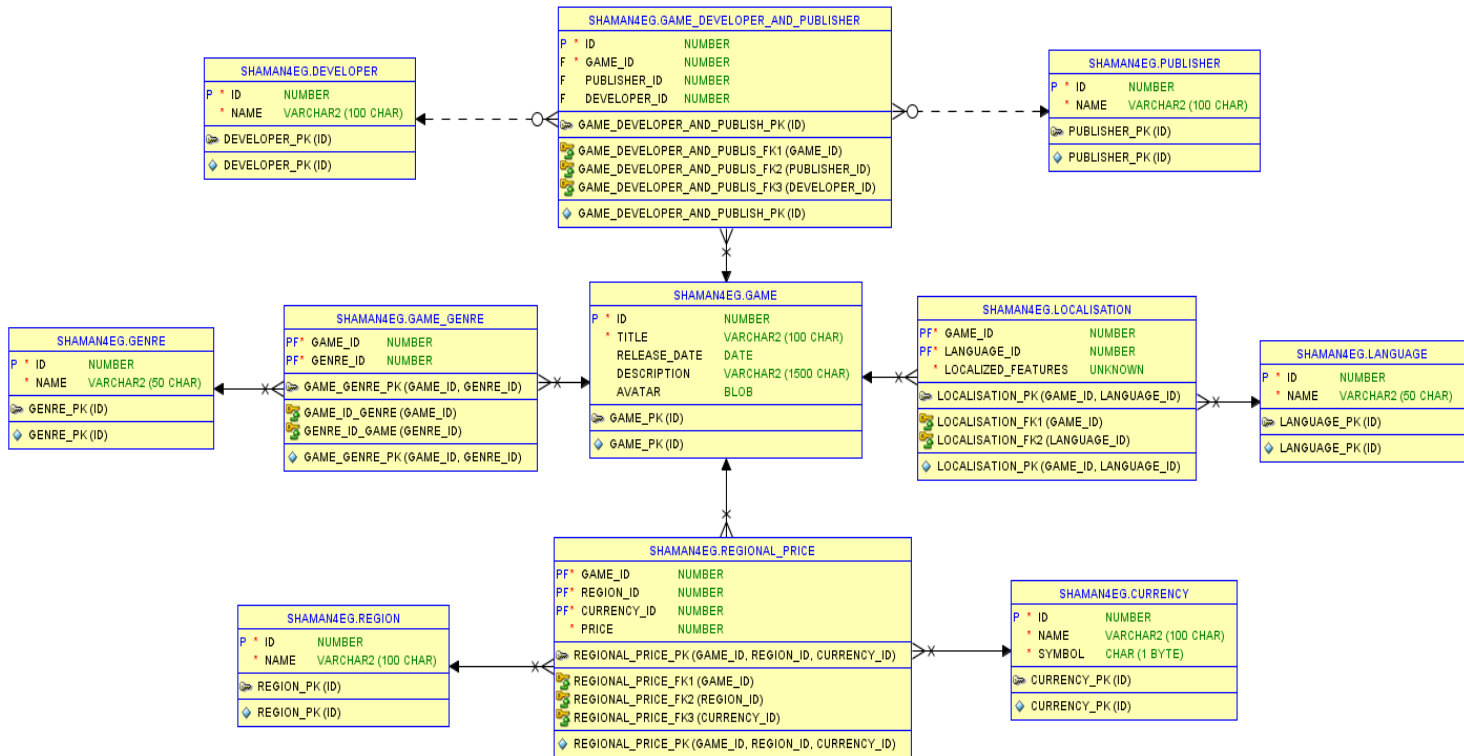 SHAMAN4EG.GAME_DEVELOPER_AND_PUBLISHER
P * ID NUMBER
F * GAME_ID NUMBER
F PUBLISHER_ID NUMBER
F DEVELOPER_ID NUMBER
GAME_DEVELOPER_AND_PUBLISH_PK (ID)
GAME_DEVELOPER_AND_PUBLIS_FK1 (GAME_ID)
GAME_DEVELOPER_AND_PUBLIS_FK2 (PUBLISHER_ID)
GAME_DEVELOPER_AND_PUBLIS_FK3 (DEVELOPER_ID)
GAME_DEVELOPER_AND_PUBLISH_PK (ID)
SHAMAN4EG.DEVELOPER
P * ID NUMBER
* NAME VARCHAR2 (100 CHAR)
DEVELOPER_PK (ID)
DEVELOPER_PK (ID)
SHAMAN4EG.PUBLISHER
P * ID NUMBER
* NAME VARCHAR2 (100 CHAR)
PUBLISHER_PK (ID)
PUBLISHER_PK (ID)
SHAMAN4EG.GENRE
P * ID NUMBER
* NAME VARCHAR2 (50 CHAR)
GENRE_PK (ID)
GENRE_PK (ID)
SHAMAN4EG.GAME_GENRE
PF* GAME_ID NUMBER
PF* GENRE_ID NUMBER
GAME_GENRE_PK (GAME_ID, GENRE_ID)
GAME_ID_GENRE (GAME_ID)
GENRE_ID_GAME (GENRE_ID)
GAME_GENRE_PK (GAME_ID, GENRE_ID)
SHAMAN4EG.GAME
P * ID NUMBER
* TITLE VARCHAR2 (100 CHAR)
RELEASE_DATE DATE
DESCRIPTION VARCHAR2 (1500 CHAR)
AVATAR BLOB
GAME_PK (ID)
GAME_PK (ID)
SHAMAN4EG.LOCALISATION
PF* GAME_ID NUMBER
PF* LANGUAGE_ID NUMBER
* LOCALIZED_FEATURES UNKNOWN
LOCALISATION_PK (GAME_ID, LANGUAGE_ID)
LOCALISATION_FK1 (GAME_ID)
LOCALISATION_FK2 (LANGUAGE_ID)
LOCALISATION_PK (GAME_ID, LANGUAGE_ID)
SHAMAN4EG.LANGUAGE
P * ID NUMBER
* NAME VARCHAR2 (50 CHAR)
LANGUAGE_PK (ID)
LANGUAGE_PK (ID)
SHAMAN4EG.REGIONAL_PRICE
PF* GAME_ID NUMBER
PF* REGION_ID NUMBER
PF* CURRENCY_ID NUMBER
* PRICE NUMBER
REGIONAL_PRICE_PK (GAME_ID, REGION_ID, CURRENCY_ID)
REGIONAL_PRICE_FK1 (GAME_ID)
REGIONAL_PRICE_FK2 (REGION_ID)
REGIONAL_PRICE_FK3 (CURRENCY_ID)
REGIONAL_PRICE_PK (GAME_ID, REGION_ID, CURRENCY_ID)
SHAMAN4EG.REGION
P * ID NUMBER
* NAME VARCHAR2 (100 CHAR)
REGION_PK (ID)
REGION_PK (ID)
SHAMAN4EG.CURRENCY
P * ID NUMBER
* NAME VARCHAR2 (100 CHAR)
* SYMBOL CHAR (1 BYTE)
CURRENCY_PK (ID)
CURRENCY_PK (ID)